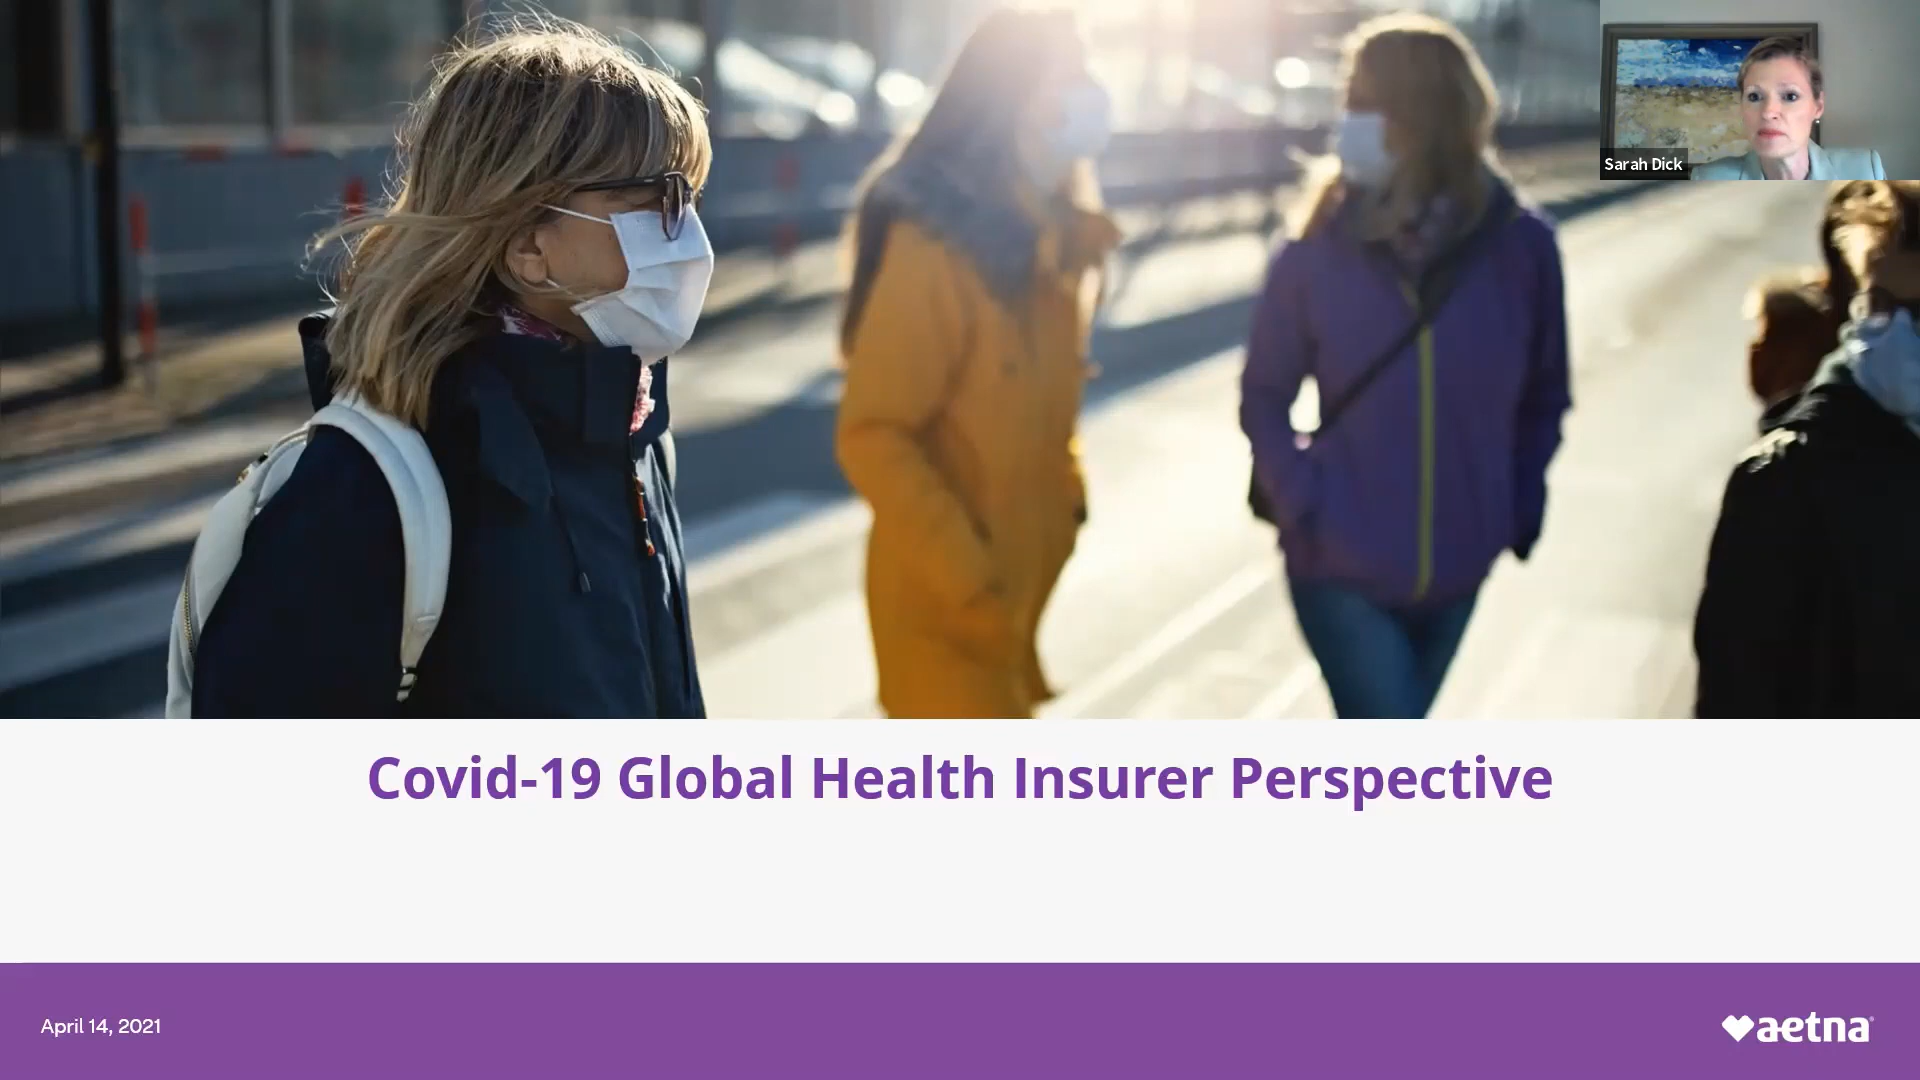 Sarah Dick
Covid-19 Global Health Insurer Perspective
April 14, 2021
aetna